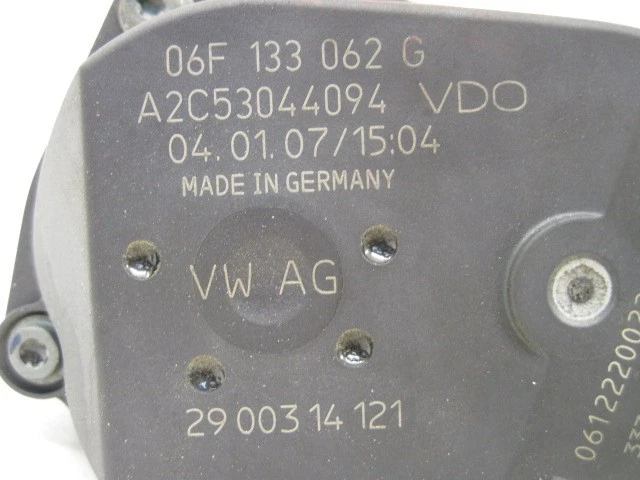 06F 133 062 G
A2C53044094 VDO
04.01.07/15:04
MADE IN GERMANY
VW AG
29 003 14 121